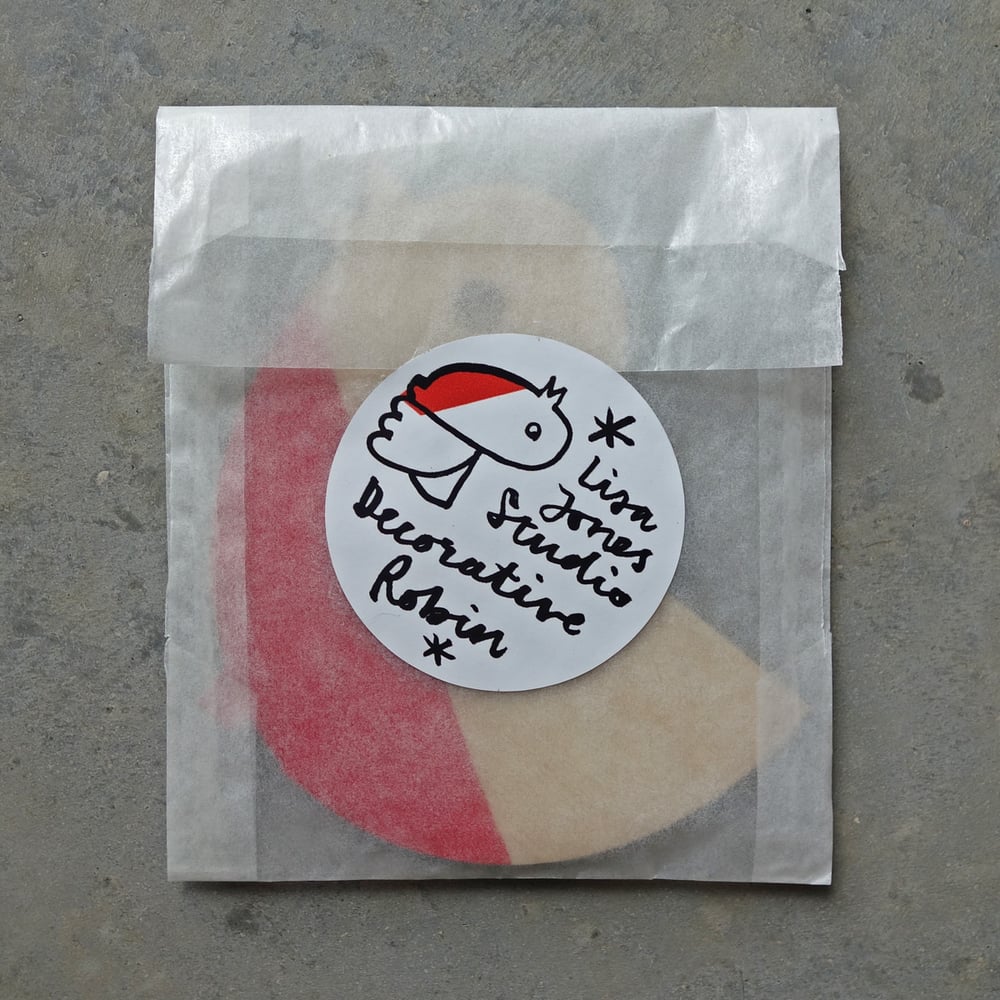 * Lisa
Jones
Studio
Decorative
Robin
*